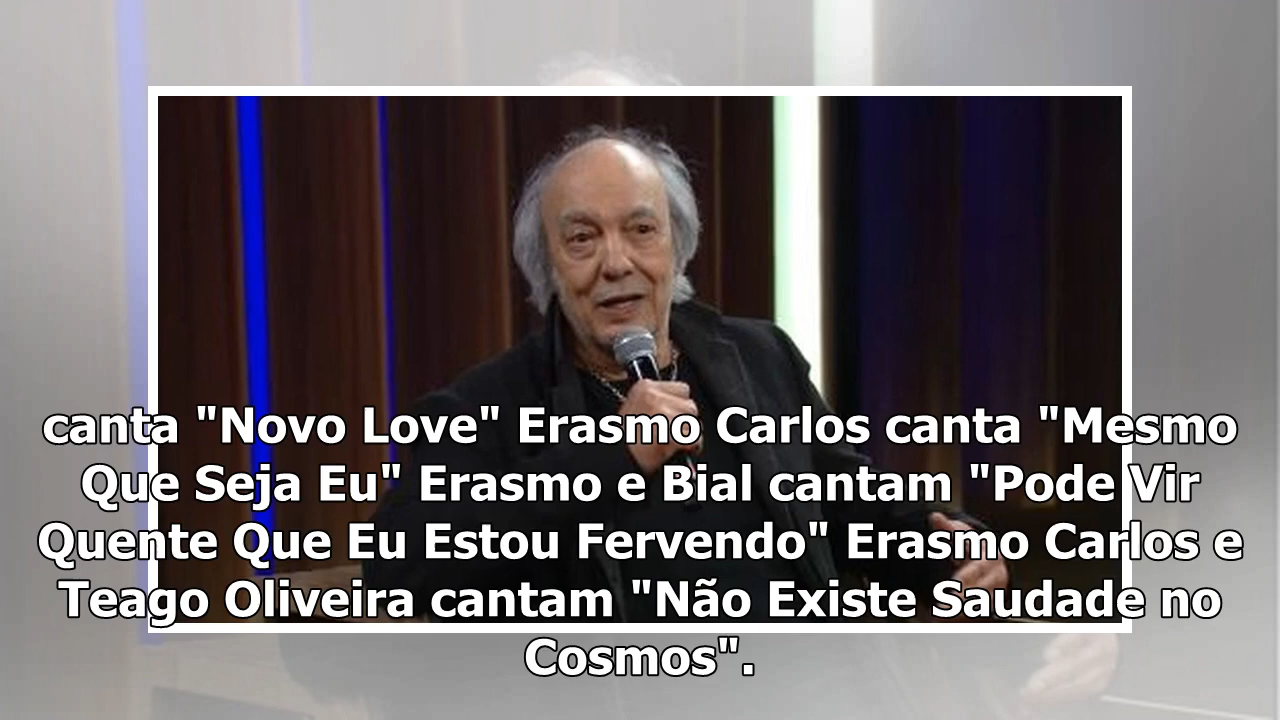 canta "Novo Love" Erasmo Carlos canta "Mesmo
Que Seja Eu" Erasmo e Bial cantam "Pode Vir
Quente Que Eu Estou Fervendo" Erasmo Carlos e
Teago Oliveira cantam "Não Existe Saudade no
Cosmos".